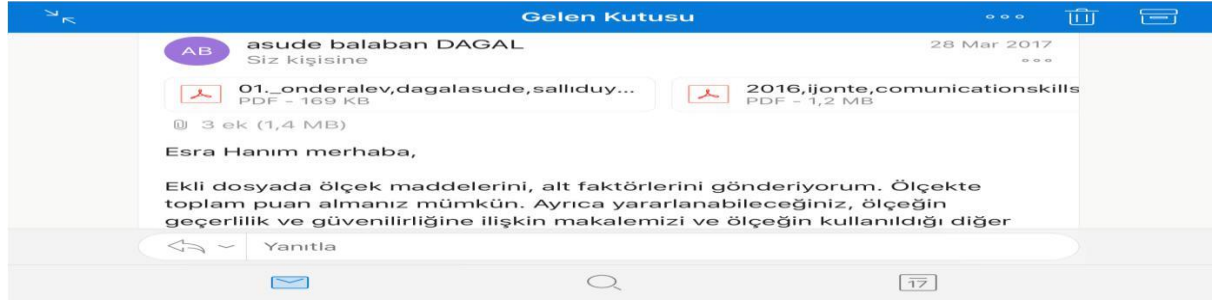 Gelen Kutusu
AB
asude balaban DAGAL
28 Mar 2017
Siz kişisine
01._onderalev,dagalasude,sallıduy...
PDF - 169 KB
2016,ijonte,comunicationskills
PDF - 1,2 MB
3 ek (1,4 MB)
Esra Hanım merhaba,
Ekli dosyada ölçek maddelerini, alt faktörlerini gönderiyorum. Ölçekte
toplam puan almanız mümkün. Ayrıca yararlanabileceğiniz, ölçeğin
geçerlilik ve güvenilirliğine ilişkin makalemizi ve ölçeğin kullanıldığı diğer
Yanıtla
17